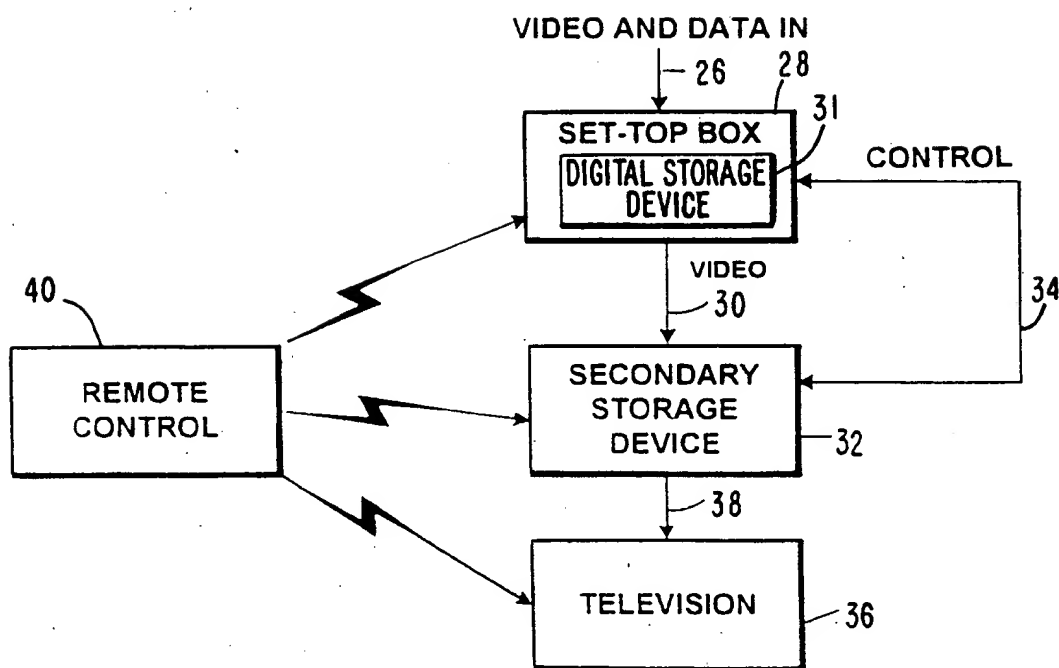 VIDEO AND DATA IN
26
28
31
SET-TOP BOX
DIGITAL STORAGE
DEVICE
CONTROL
VIDEO
30
34
40
REMOTE
CONTROL
SECONDARY
STORAGE
DEVICE
32
38
TELEVISION
36